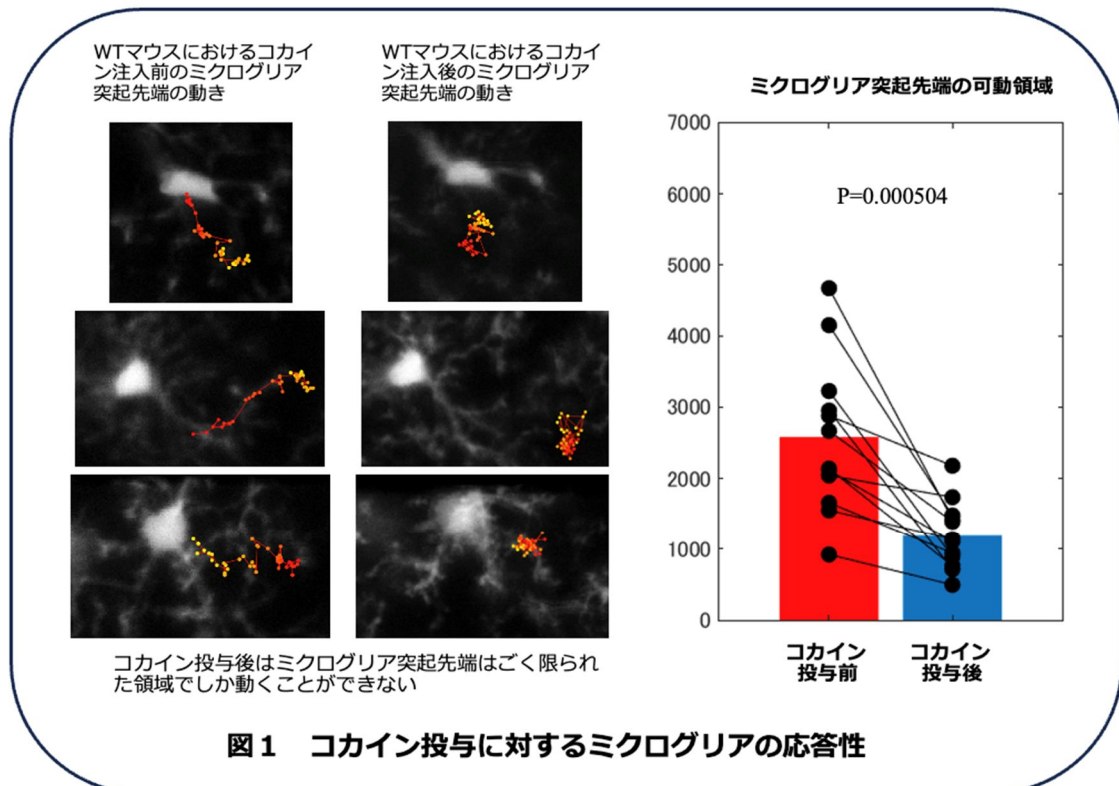 WTマウスにおけるコカイ
ン注入前のミクログリア
突起先端の動き
WTマウスにおけるコカイ
ン注入後のミクログリア
突起先端の動き
コカイン投与後はミクログリア突起先端はごく限られ
た領域でしか動くことができない
ミクログリア突起先端の可動領域
7000
6000
5000
4000
3000
2000
1000
0
P=0.000504
コカイン
投与前
コカイン
投与後
図１　コカイン投与に対するミクログリアの応答性